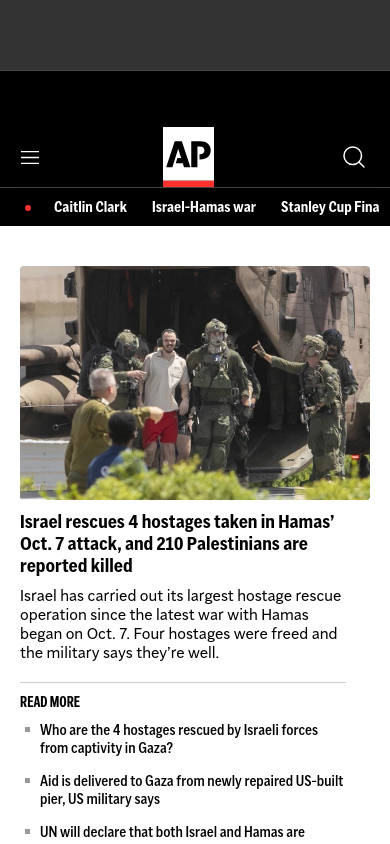 AP
Caitlin Clark Israel-Hamas war Stanley Cup Fina
Israel rescues 4 hostages taken in Hamas’
Oct. 7 attack, and 210 Palestinians are
reported killed
Israel has carried out its largest hostage rescue
operation since the latest war with Hamas
began on Oct. 7. Four hostages were freed and
the military says they’re well.
READ MORE
Who are the 4 hostages rescued by Israeli forces
from captivity in Gaza?
Aid is delivered to Gaza from newly repaired US-built
pier, US military says
UN will declare that both Israel and Hamas are